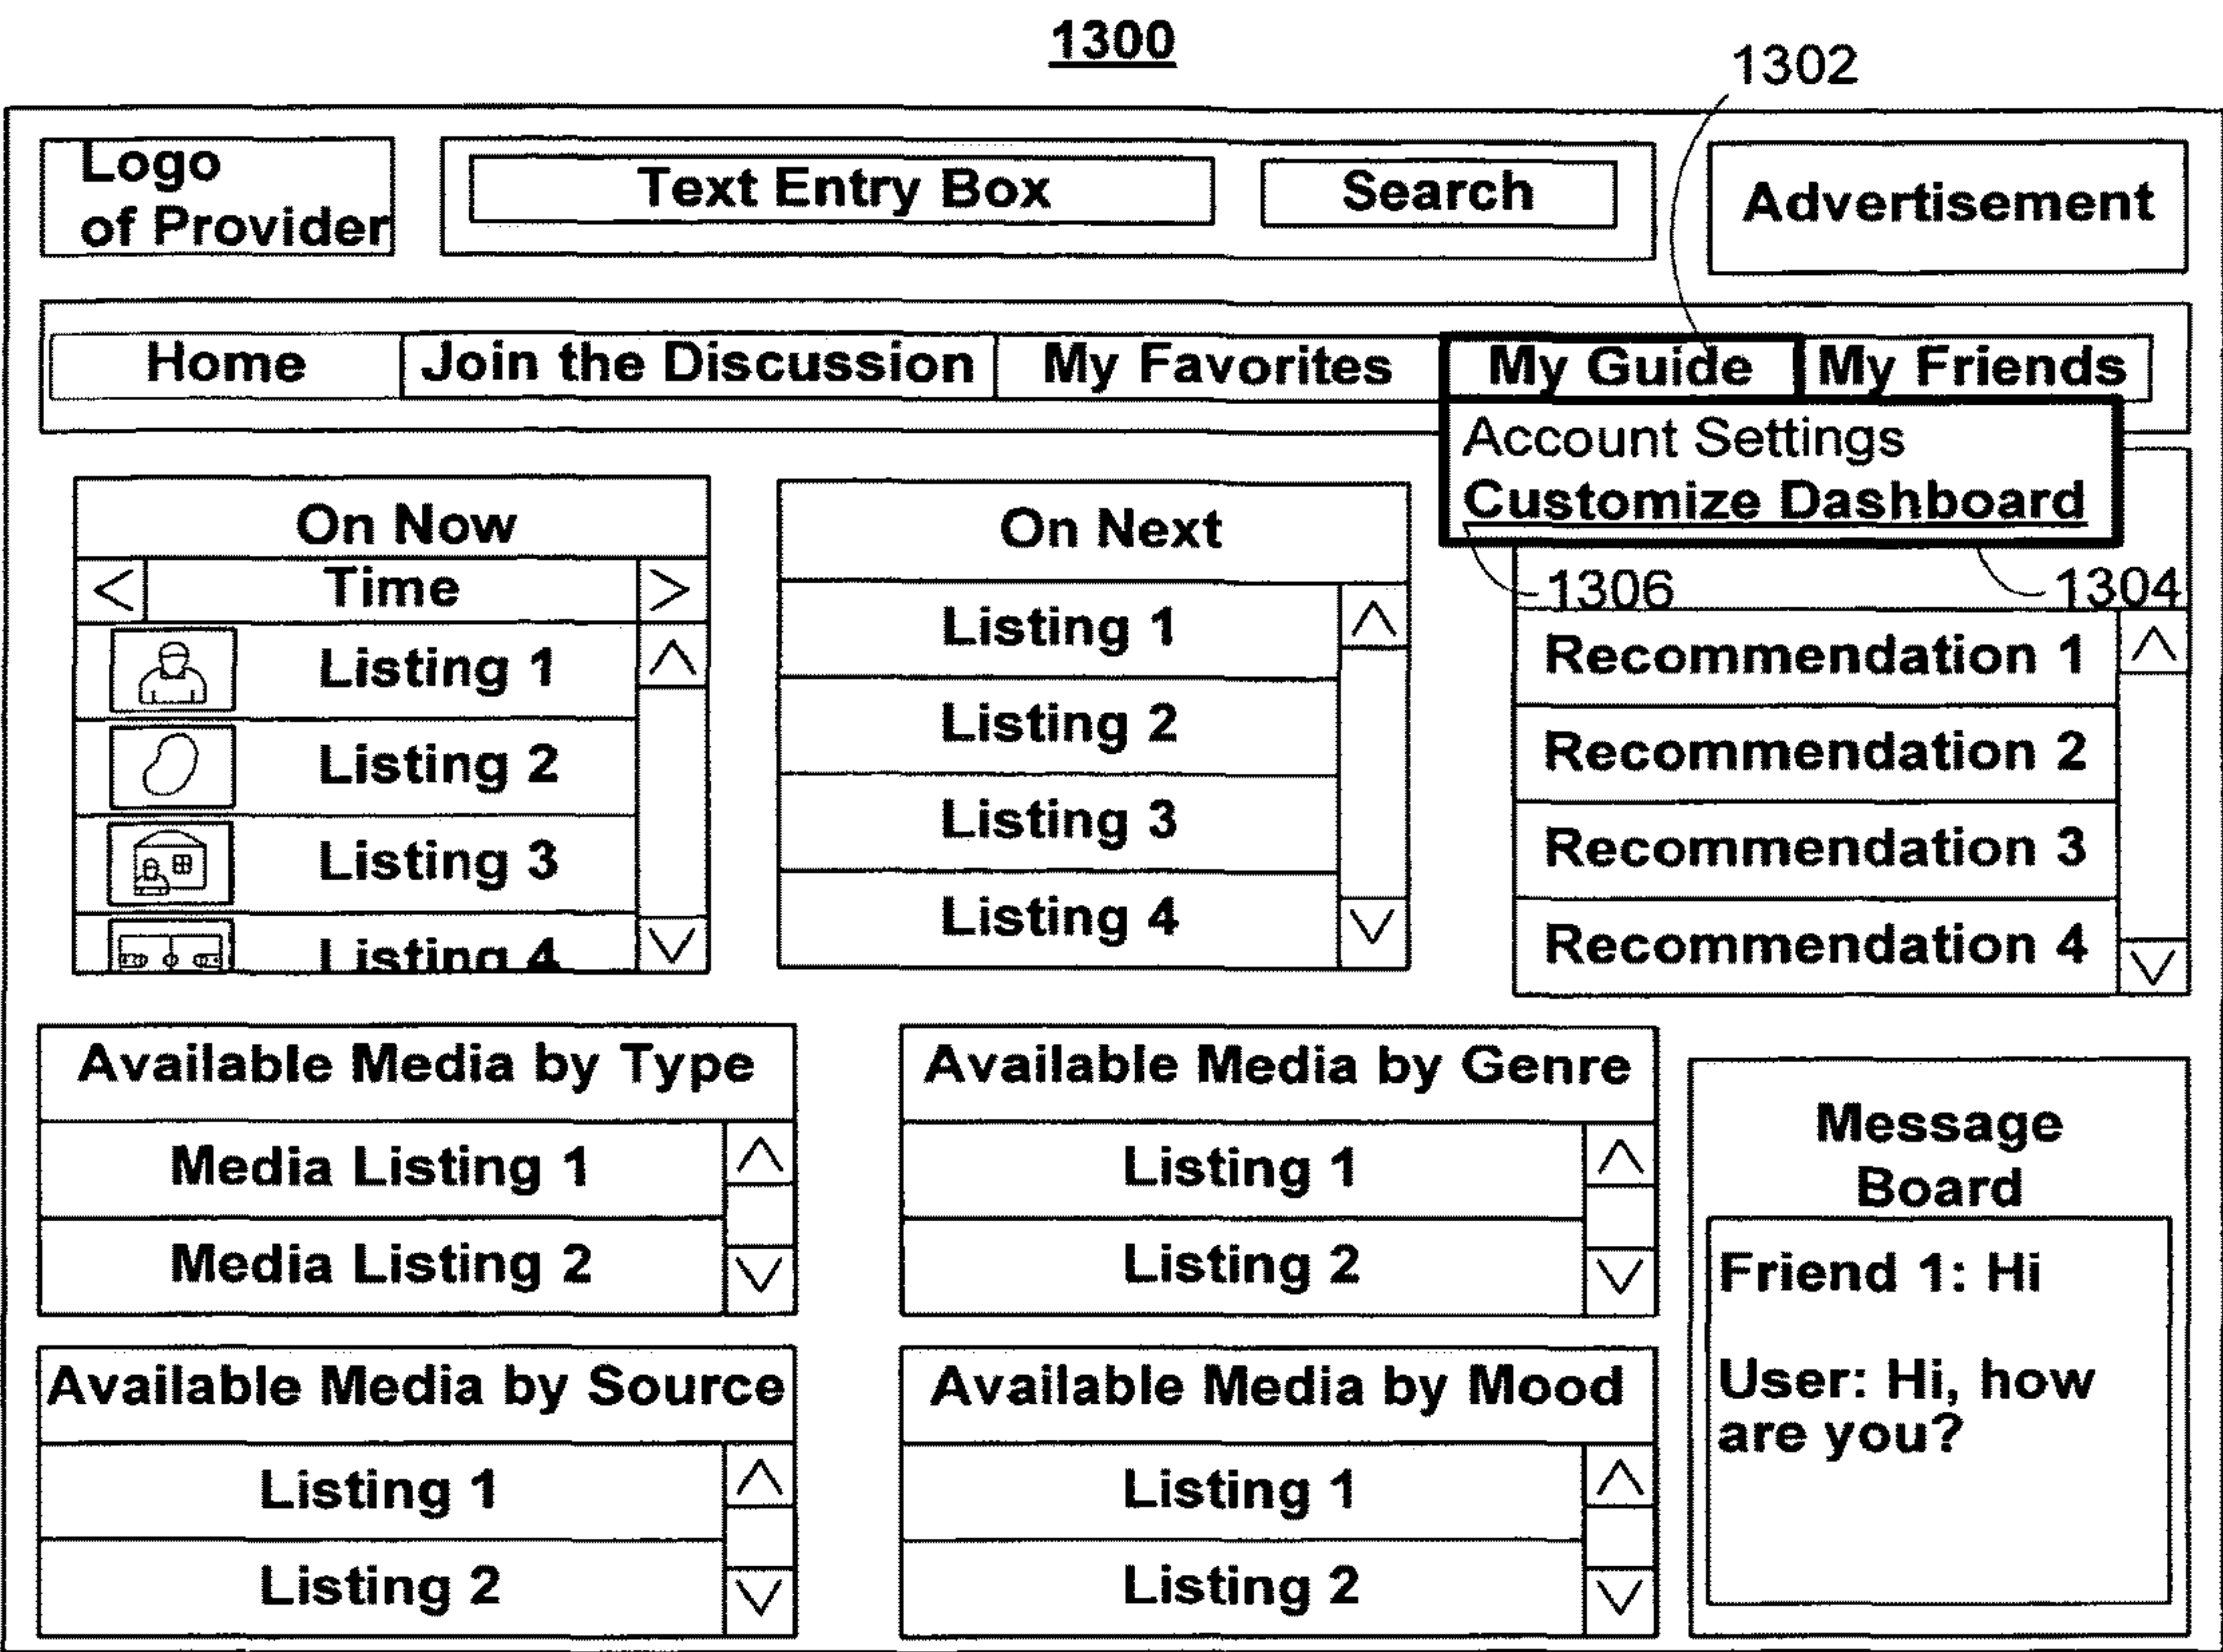 1300
1302
Logo
of Provider
Text Entry Box
Search
Advertisement
Home
Join the Discussion
My Favorites
My Guide
My Friends
Account Settings
Customize Dashboard
1306
1304
On Now
< Time >
Listing 1
Listing 2
Listing 3
Listing 4
On Next
Listing 1
Listing 2
Listing 3
Listing 4
Recommendation 1
Recommendation 2
Recommendation 3
Recommendation 4
Available Media by Type
Media Listing 1
Media Listing 2
Available Media by Genre
Listing 1
Listing 2
Message
Board
Friend 1: Hi
User: Hi, how
are you?
Available Media by Source
Listing 1
Listing 2
Available Media by Mood
Listing 1
Listing 2